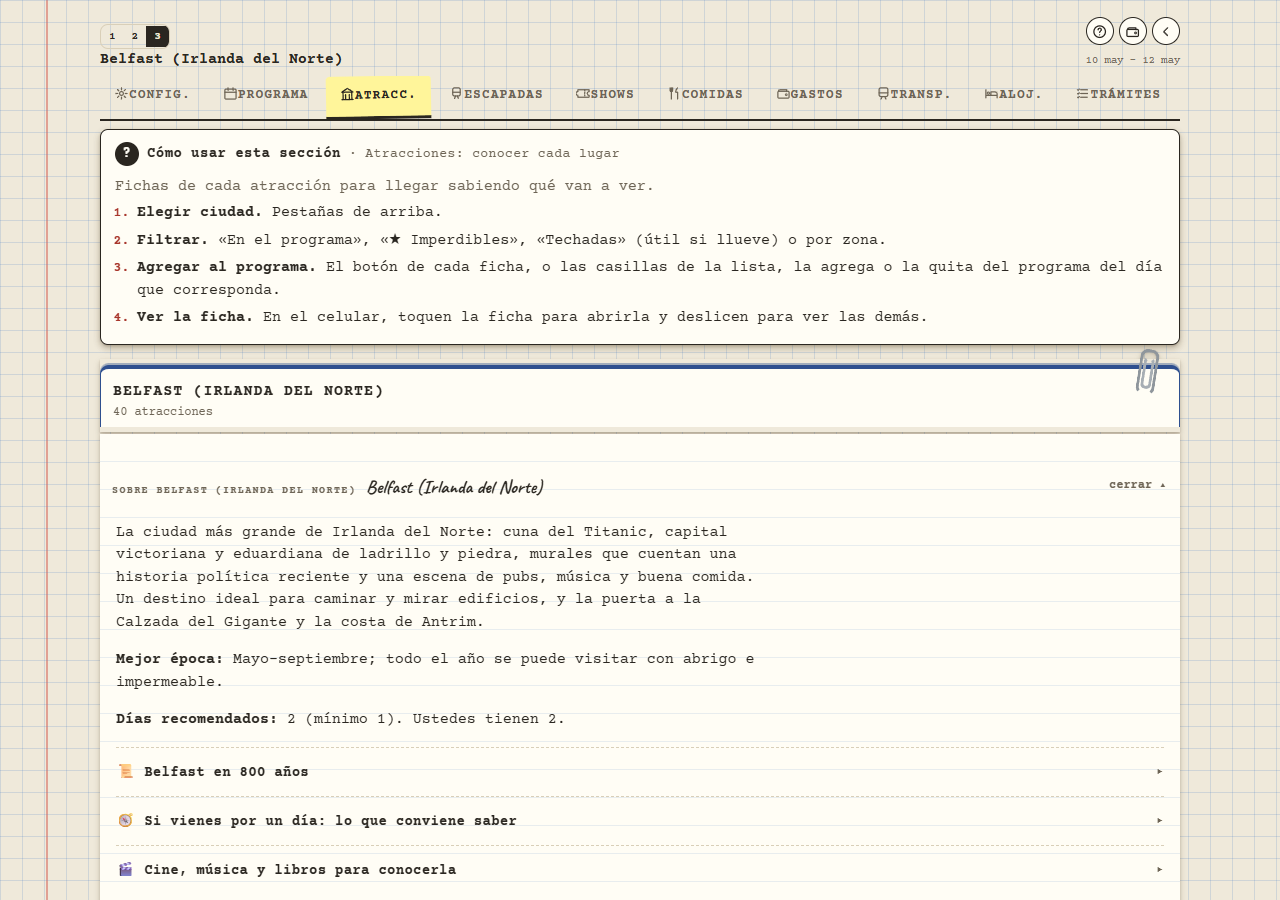 1 2 3
Belfast (Irlanda del Norte)
10 may – 12 may
CONFIG. PROGRAMA ATRACC. ESCAPADAS SHOWS COMIDAS GASTOS TRANSP. ALOJ. TRÁMITES
? Cómo usar esta sección · Atracciones: conocer cada lugar
Fichas de cada atracción para llegar sabiendo qué van a ver.
1. Elegir ciudad. Pestañas de arriba.
2. Filtrar. «En el programa», «★ Imperdibles», «Techadas» (útil si llueve) o por zona.
3. Agregar al programa. El botón de cada ficha, o las casillas de la lista, la agrega o la quita del programa del día
que corresponda.
4. Ver la ficha. En el celular, toquen la ficha para abrirla y deslicen para ver las demás.
BELFAST (IRLANDA DEL NORTE)
40 atracciones
SOBRE BELFAST (IRLANDA DEL NORTE) Belfast (Irlanda del Norte)
cerrar ▴
La ciudad más grande de Irlanda del Norte: cuna del Titanic, capital
victoriana y eduardiana de ladrillo y piedra, murales que cuentan una
historia política reciente y una escena de pubs, música y buena comida.
Un destino ideal para caminar y mirar edificios, y la puerta a la
Calzada del Gigante y la costa de Antrim.
Mejor época: Mayo-septiembre; todo el año se puede visitar con abrigo e
impermeable.
Días recomendados: 2 (mínimo 1). Ustedes tienen 2.
Belfast en 800 años ▸
Si vienes por un día: lo que conviene saber ▸
Cine, música y libros para conocerla ▸